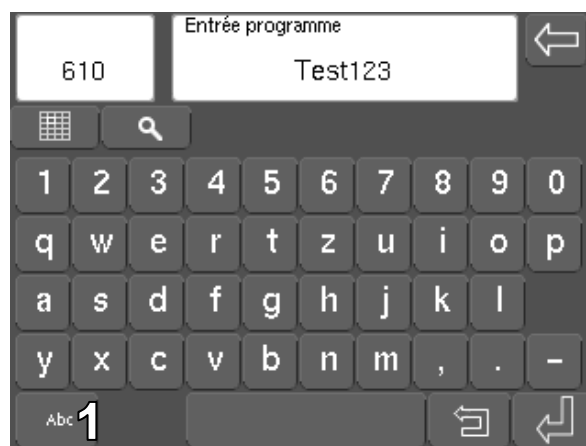 Entrée programme
610
Test123
1 2 3 4 5 6 7 8 9 0
q w e r t z u i o p
a s d f g h j k l
y x c v b n m , . -
Abc 1